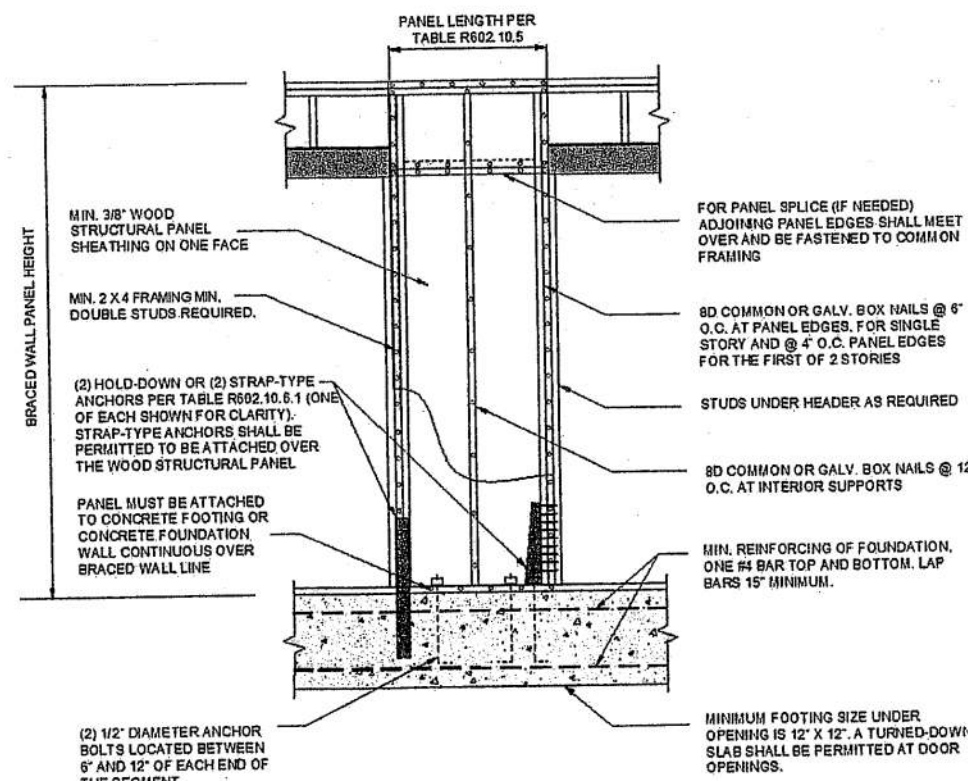 PANEL LENGTH PER
TABLE R602.10.5
BRACED WALL PANEL HEIGHT
MIN. 3/8" WOOD
STRUCTURAL PANEL
SHEATHING ON ONE FACE
MIN. 2 X 4 FRAMING MIN.
DOUBLE STUDS REQUIRED.
(2) HOLD-DOWN OR (2) STRAP-TYPE
ANCHORS PER TABLE R602.10.6.1 (ONE
OF EACH SHOWN FOR CLARITY).
STRAP-TYPE ANCHORS SHALL BE
PERMITTED TO BE ATTACHED OVER
THE WOOD STRUCTURAL PANEL
PANEL MUST BE ATTACHED
TO CONCRETE FOOTING OR
CONCRETE FOUNDATION
WALL CONTINUOUS OVER
BRACED WALL LINE
(2) 1/2" DIAMETER ANCHOR
BOLTS LOCATED BETWEEN
6" AND 12" OF EACH END OF
THE SEGMENT
FOR PANEL SPLICE (IF NEEDED)
ADJOINING PANEL EDGES SHALL MEET
OVER AND BE FASTENED TO COMMON
FRAMING
8D COMMON OR GALV. BOX NAILS @ 6"
O.C. AT PANEL EDGES. FOR SINGLE
STORY AND @ 4" O.C. PANEL EDGES
FOR THE FIRST OF 2 STORIES
STUDS UNDER HEADER AS REQUIRED
8D COMMON OR GALV. BOX NAILS @ 12
O.C. AT INTERIOR SUPPORTS
MIN. REINFORCING OF FOUNDATION,
ONE #4 BAR TOP AND BOTTOM. LAP
BARS 15" MINIMUM.
MINIMUM FOOTING SIZE UNDER
OPENING IS 12" X 12". A TURNED-DOWN
SLAB SHALL BE PERMITTED AT DOOR
OPENINGS.